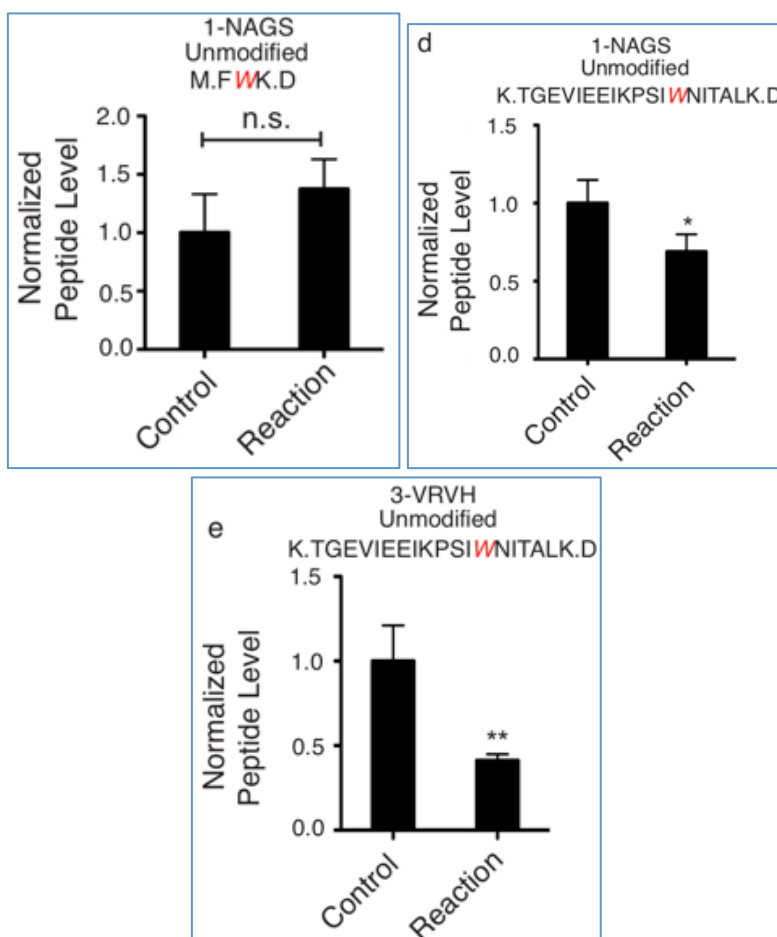 1-NAGS
Unmodified
M.FWK.D
n.s.
Normalized
Peptide Level
2.0
1.5
1.0
0.5
0.0
Control
Reaction
d
1-NAGS
Unmodified
K.TGEVIEEIKPSIWNITALK.D
Normalized
Peptide Level
1.5
1.0
0.5
0.0
*
Control
Reaction
e
3-VRVH
Unmodified
K.TGEVIEEIKPSIWNITALK.D
Normalized
Peptide Level
1.5
1.0
0.5
0.0
**
Control
Reaction